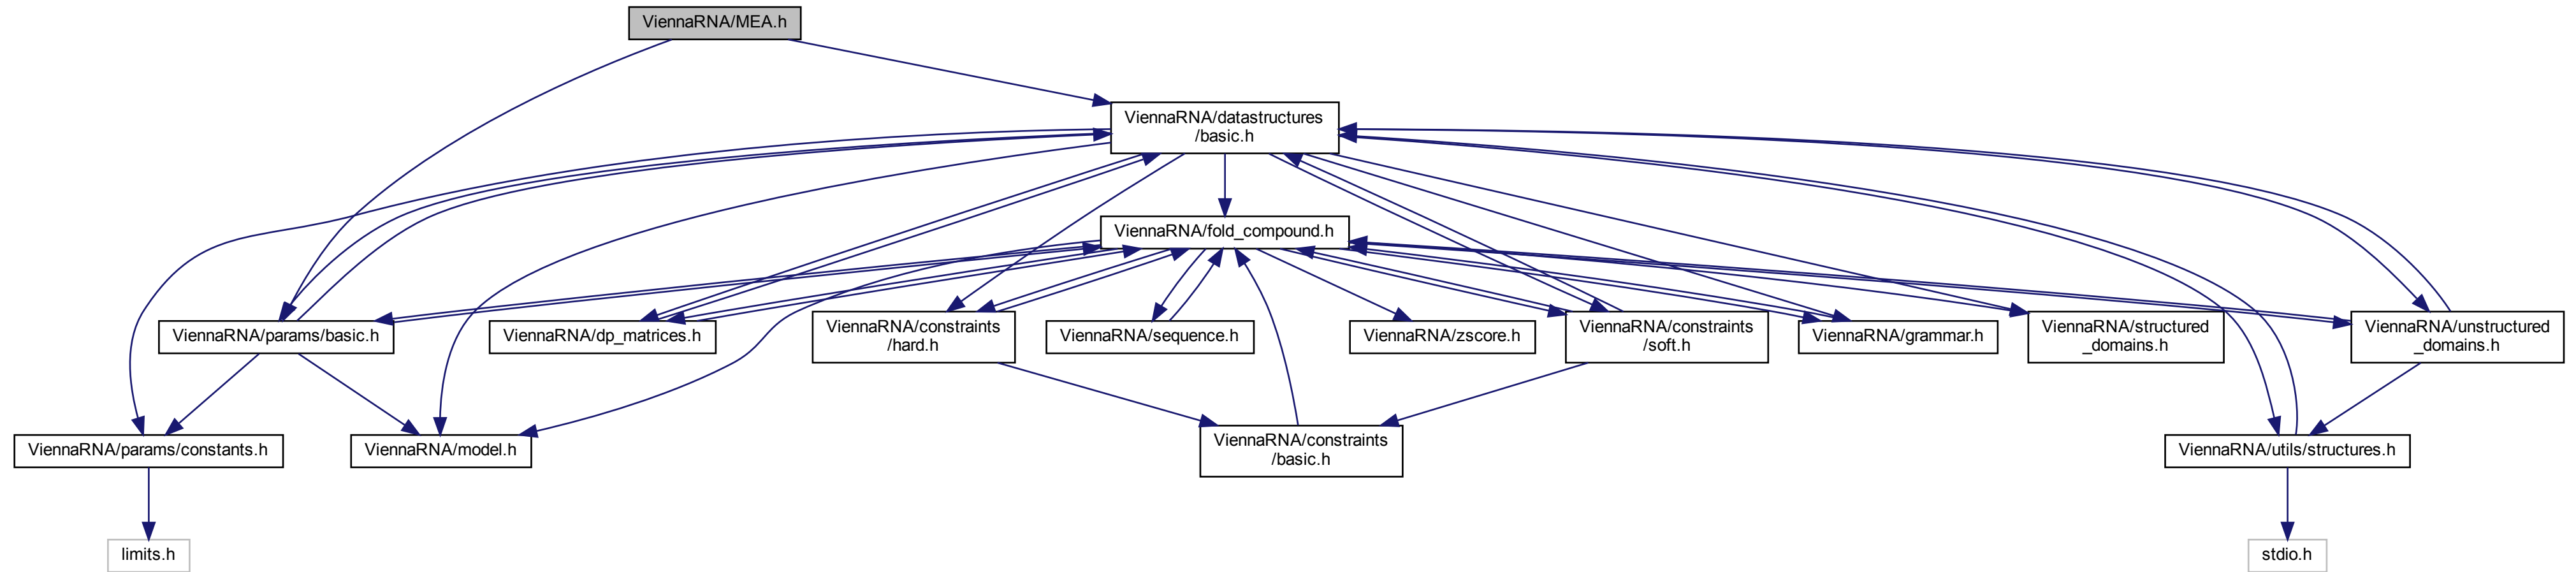 ViennaRNA/MEA.h
ViennaRNA/datastructures
/basic.h
ViennaRNA/fold_compound.h
ViennaRNA/params/basic.h
ViennaRNA/dp_matrices.h
ViennaRNA/constraints
/hard.h
ViennaRNA/sequence.h
ViennaRNA/zscore.h
ViennaRNA/constraints
/soft.h
ViennaRNA/grammar.h
ViennaRNA/structured
_domains.h
ViennaRNA/unstructured
_domains.h
ViennaRNA/params/constants.h
ViennaRNA/model.h
ViennaRNA/constraints
/basic.h
ViennaRNA/utils/structures.h
limits.h
stdio.h